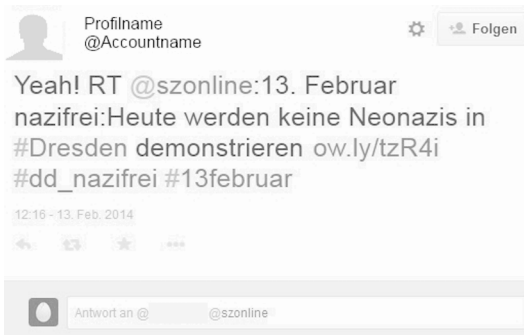 Profilname
@Accountname
Folgen
Yeah! RT @szonline:13. Februar
nazifrei:Heute werden keine Neonazis in
#Dresden demonstrieren ow.ly/tzR4i
#dd_nazifrei #13februar
12:16 - 13. Feb. 2014
Antwort an @ @szonline